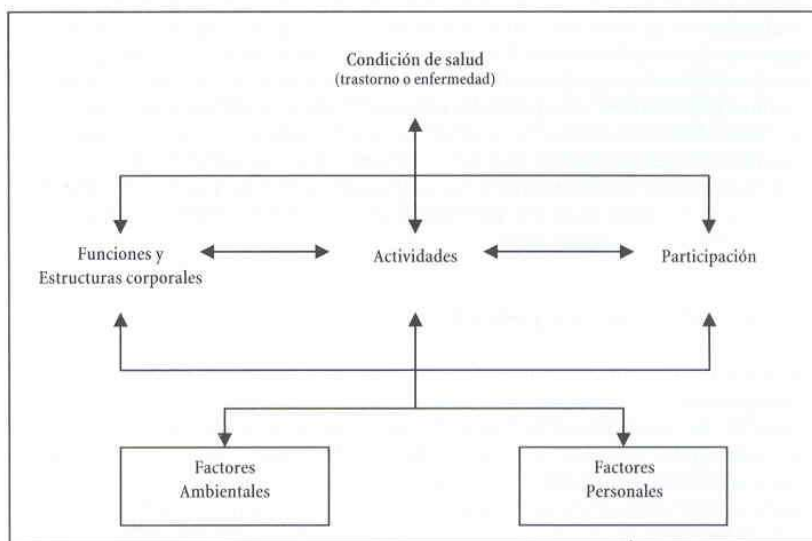 Condición de salud
(trastorno o enfermedad)
Funciones y
Estructuras corporales
Actividades
Participación
Factores
Ambientales
Factores
Personales